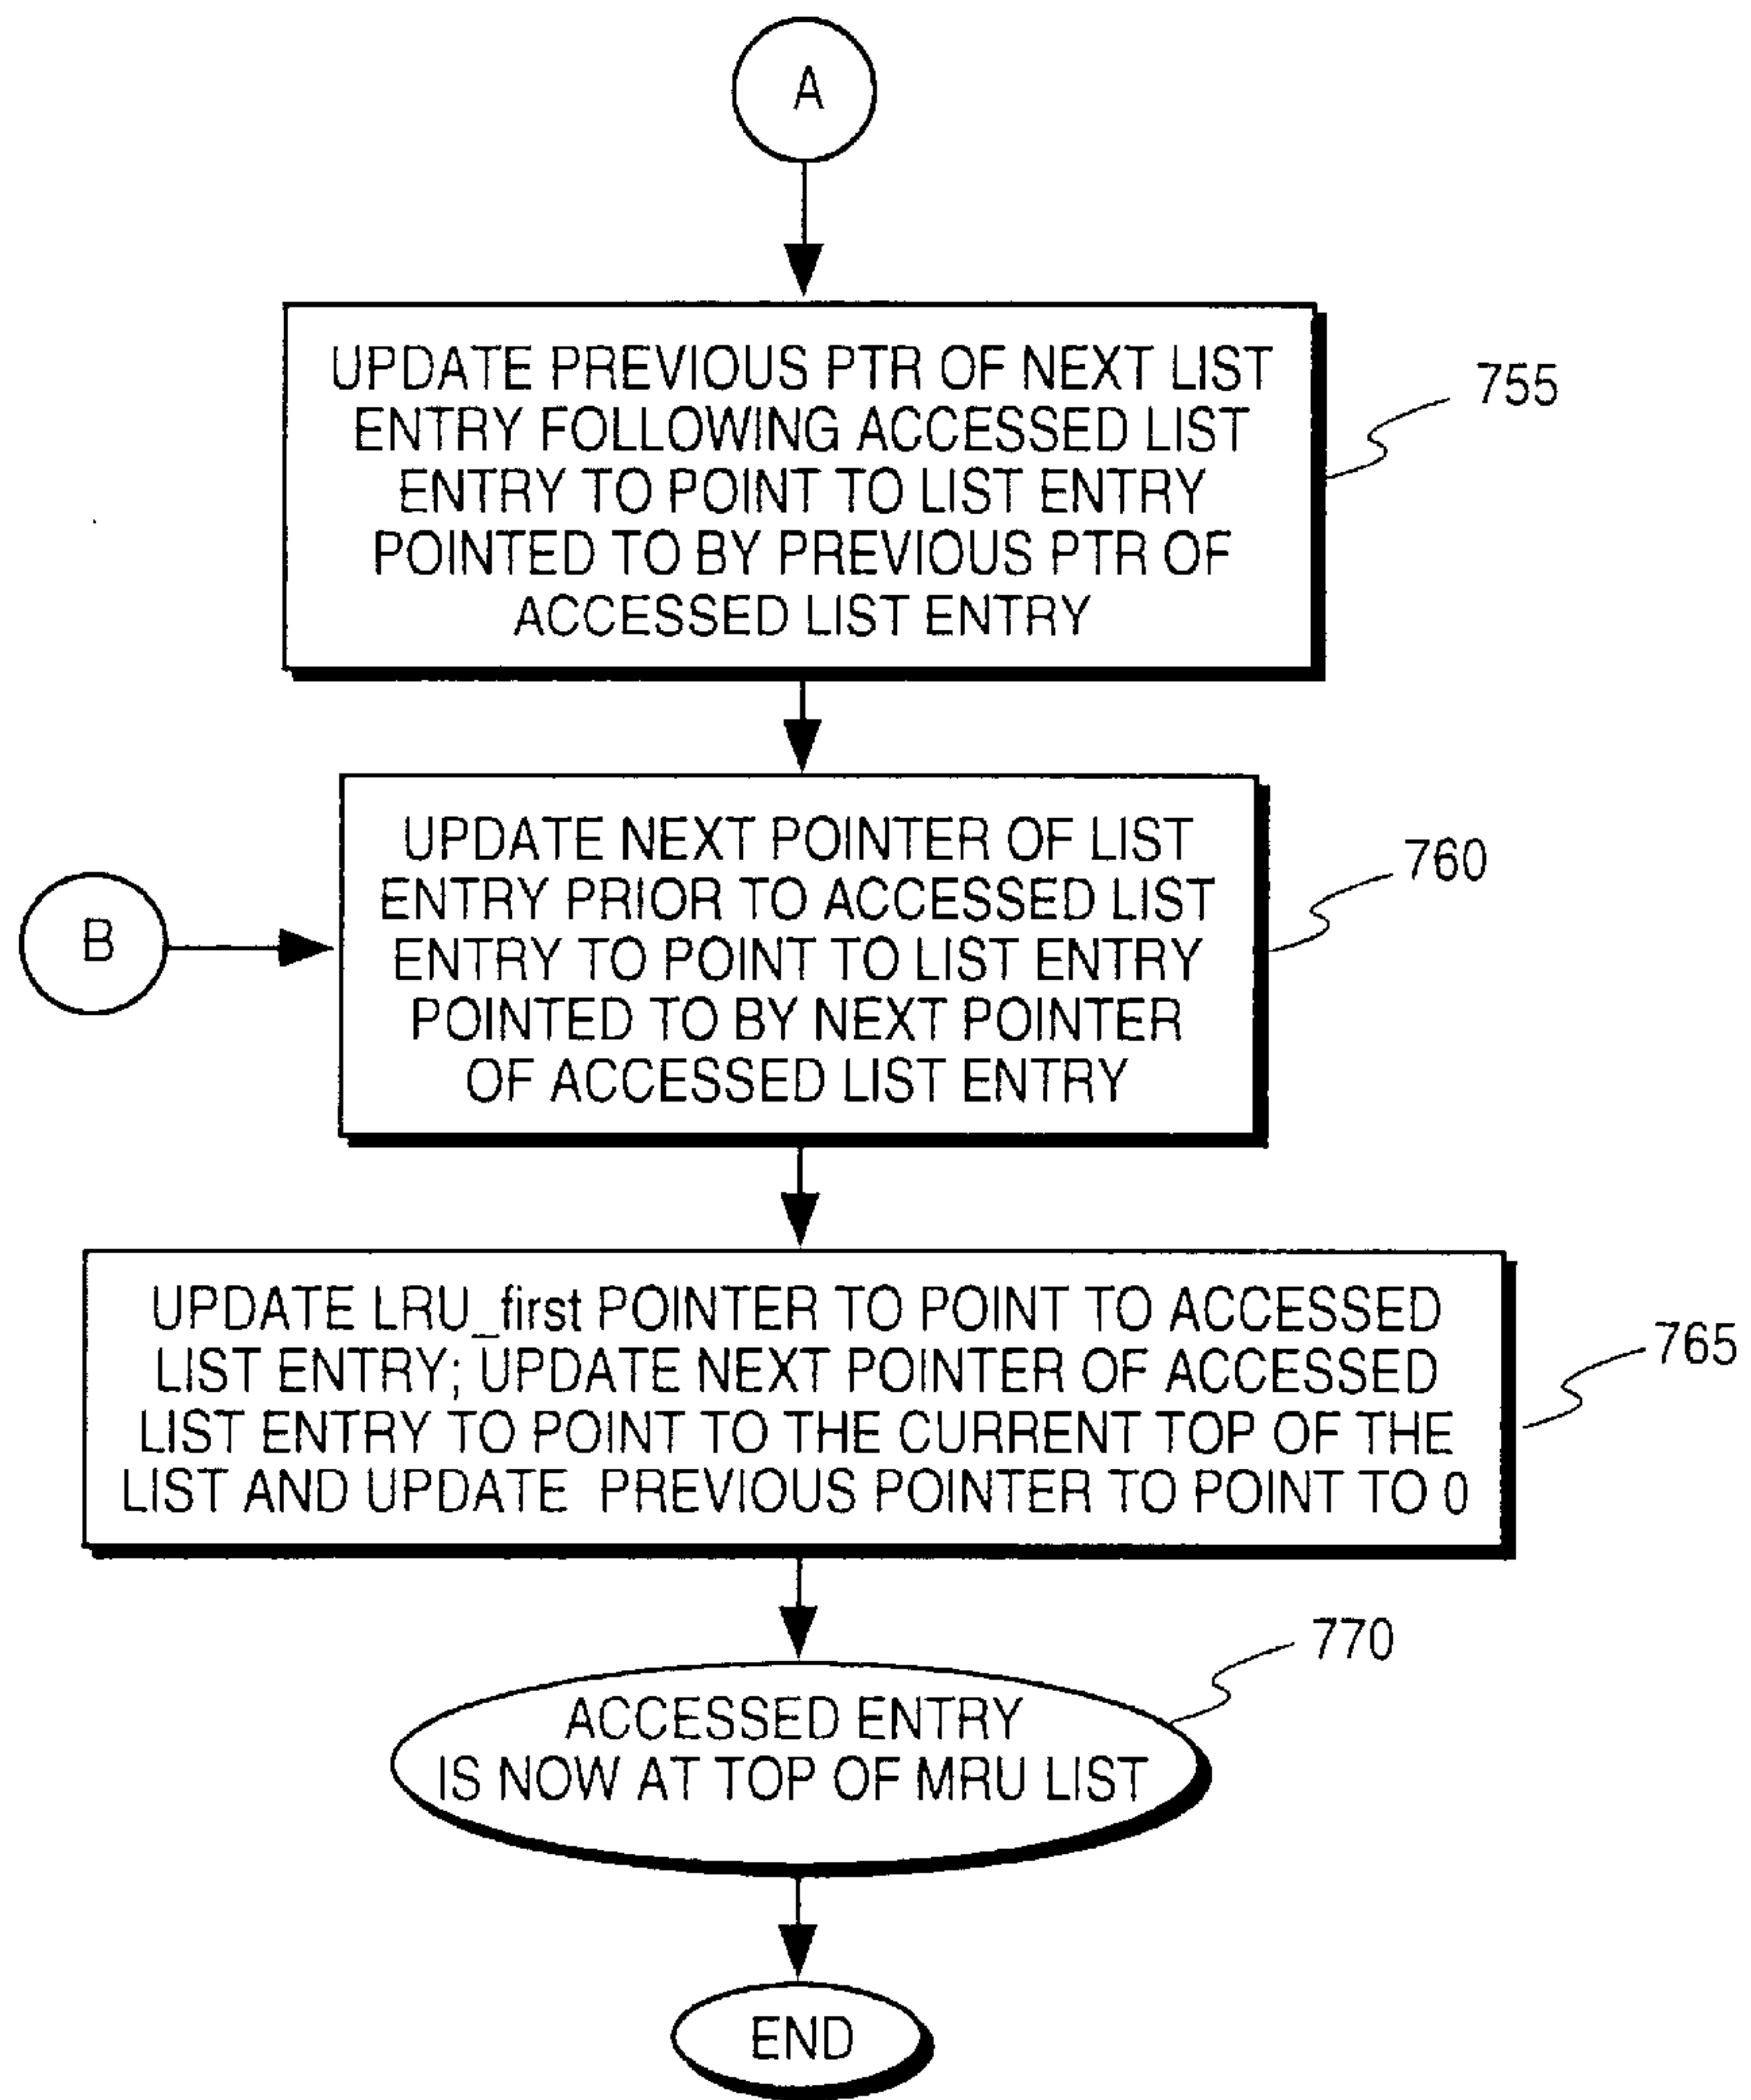 A
UPDATE PREVIOUS PTR OF NEXT LIST
ENTRY FOLLOWING ACCESSED LIST
ENTRY TO POINT TO LIST ENTRY
POINTED TO BY PREVIOUS PTR OF
ACCESSED LIST ENTRY
755
UPDATE NEXT POINTER OF LIST
ENTRY PRIOR TO ACCESSED LIST
ENTRY TO POINT TO LIST ENTRY
POINTED TO BY NEXT POINTER
OF ACCESSED LIST ENTRY
760
B
UPDATE LRU_first POINTER TO POINT TO ACCESSED
LIST ENTRY; UPDATE NEXT POINTER OF ACCESSED
LIST ENTRY TO POINT TO THE CURRENT TOP OF THE
LIST AND UPDATE PREVIOUS POINTER TO POINT TO 0
765
ACCESSED ENTRY
IS NOW AT TOP OF MRU LIST
770
END